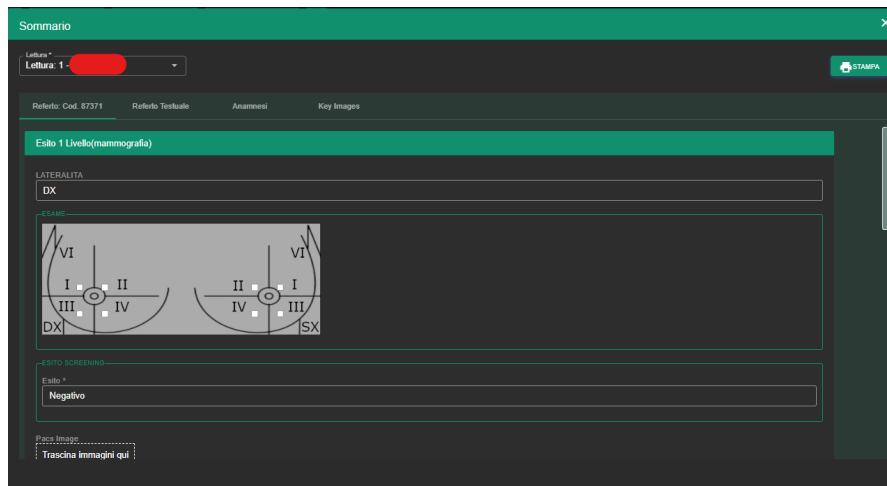 Sommario
Lettura *
Lettura: 1 -
STAMPA
Referto: Cod. 87371 Referto Testuale Anamnesi Key Images
Esito 1 Livello(mammografia)
LATERALITA
DX
ESAME
VI VI
I II II I
III IV IV III
DX SX
ESITO SCREENING
Esito *
Negativo
Pacs Image
Trascina immagini qui